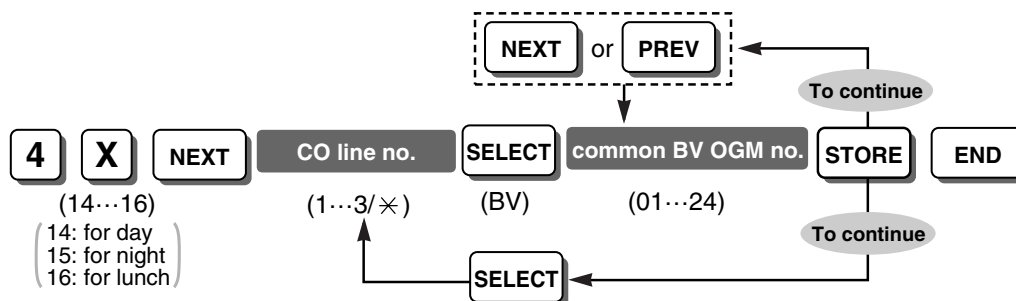 NEXT or PREV
To continue
4 X NEXT CO line no. SELECT common BV OGM no. STORE END
(14···16) (1···3/✳) (BV) (01···24)
14: for day
15: for night
16: for lunch
To continue
SELECT